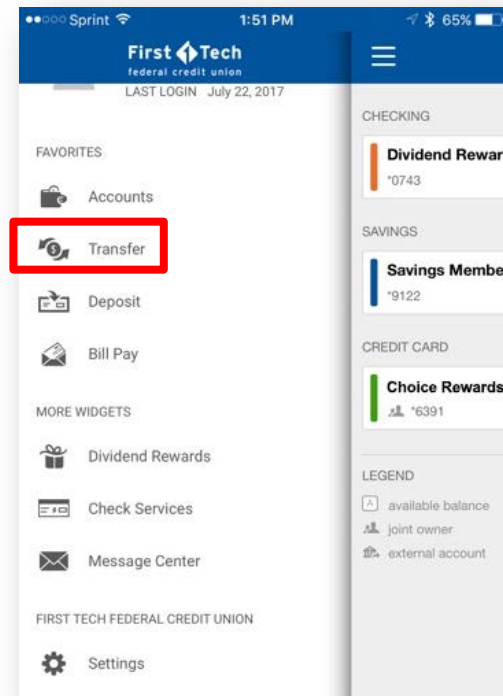 Sprint 1:51 PM 65%
First Tech
federal credit union
LAST LOGIN July 22, 2017
FAVORITES
Accounts
Transfer
Deposit
Bill Pay
MORE WIDGETS
Dividend Rewards
Check Services
Message Center
FIRST TECH FEDERAL CREDIT UNION
Settings
CHECKING
Dividend Rewar
*0743
SAVINGS
Savings Membe
*9122
CREDIT CARD
Choice Rewards
*6391
LEGEND
A available balance
joint owner
external account